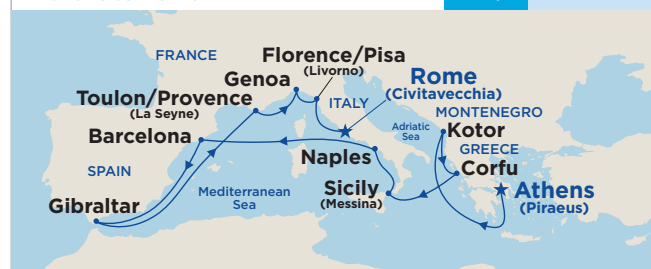 FRANCE
Florence/Pisa
(Livorno)
Genoa
Rome
(Civitavecchia)
Toulon/Provence
(La Seyne)
ITALY
MONTENEGRO
Barcelona
Adriatic
Sea
Kotor
GREECE
Naples
Corfu
SPAIN
Mediterranean
Sea
Sicily
(Messina)
Athens
(Piraeus)
Gibraltar